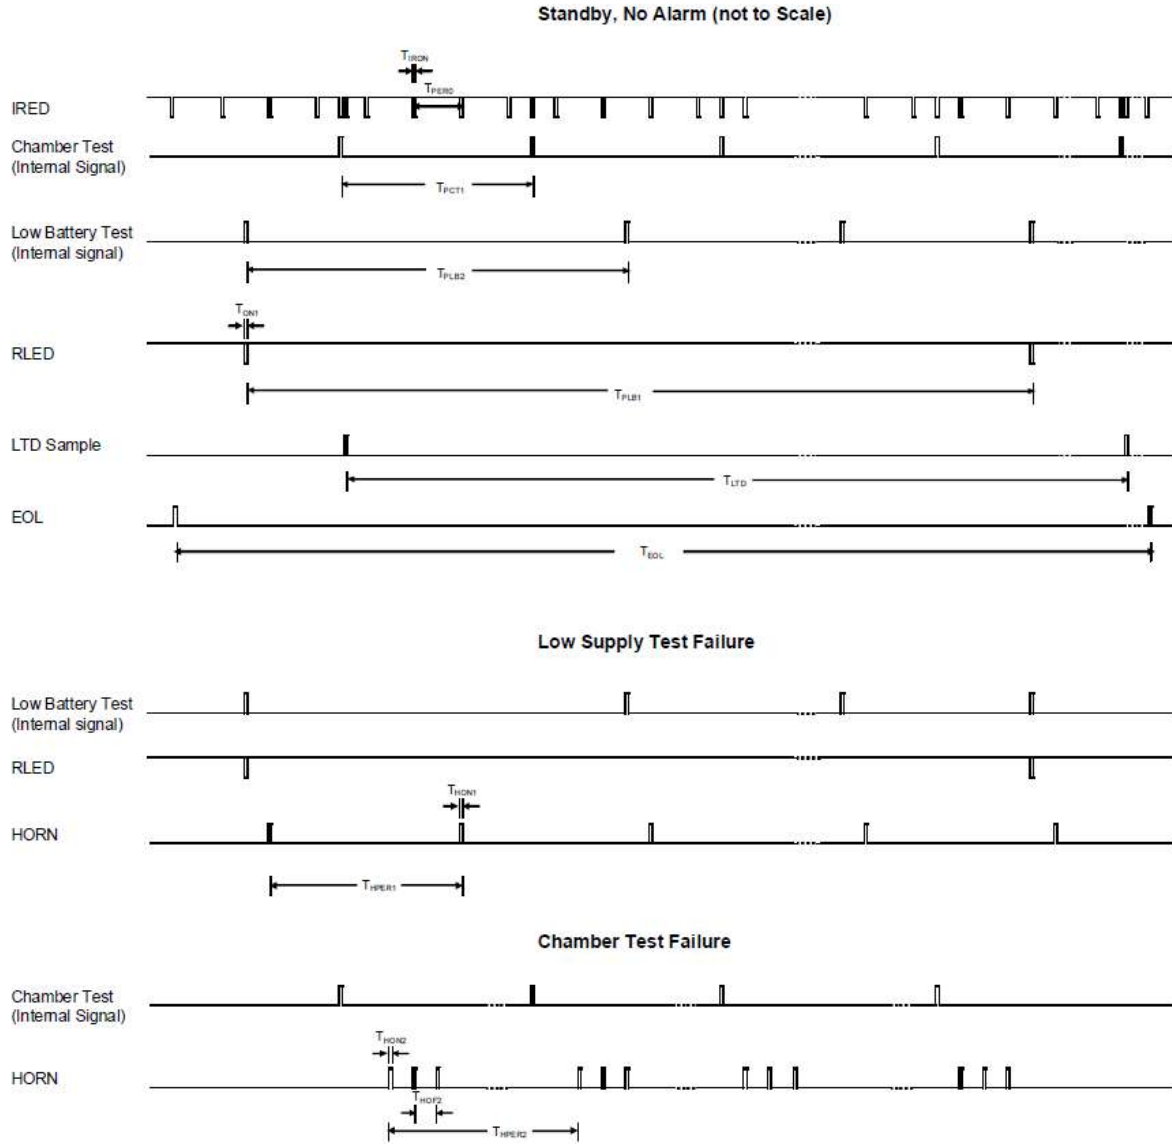 Standby, No Alarm (not to Scale)
TIRON
TPER0
IRED
Chamber Test
(Internal Signal)
TPCT1
Low Battery Test
(Internal signal)
TPLB2
TON1
RLED
TPLB1
LTD Sample
TLTD
EOL
TEOL
Low Supply Test Failure
Low Battery Test
(Internal signal)
RLED
THON1
HORN
THPER1
Chamber Test Failure
Chamber Test
(Internal Signal)
THON2
HORN
THOF2
THPER2